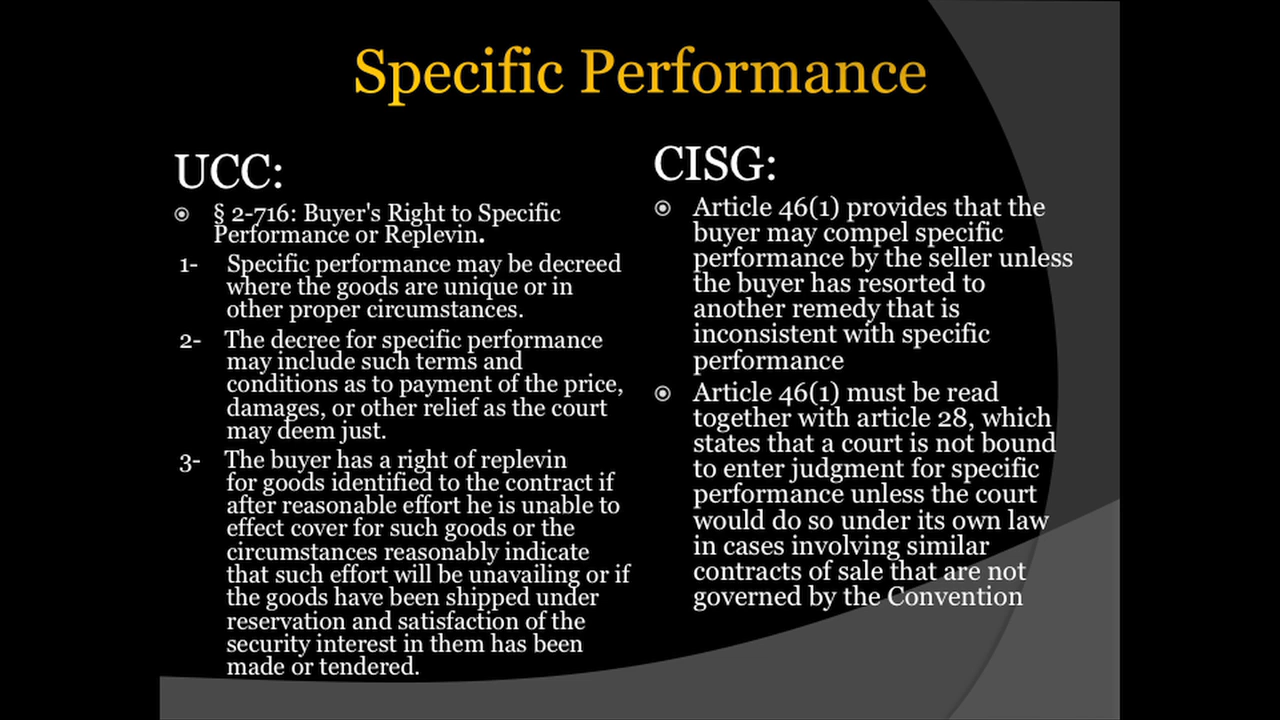 Specific Performance
UCC:
§ 2-716: Buyer's Right to Specific
Performance or Replevin.
1- Specific performance may be decreed
where the goods are unique or in
other proper circumstances.
2- The decree for specific performance
may include such terms and
conditions as to payment of the price,
damages, or other relief as the court
may deem just.
3- The buyer has a right of replevin
for goods identified to the contract if
after reasonable effort he is unable to
effect cover for such goods or the
circumstances reasonably indicate
that such effort will be unavailing or if
the goods have been shipped under
reservation and satisfaction of the
security interest in them has been
made or tendered.
CISG:
Article 46(1) provides that the
buyer may compel specific
performance by the seller unless
the buyer has resorted to
another remedy that is
inconsistent with specific
performance
Article 46(1) must be read
together with article 28, which
states that a court is not bound
to enter judgment for specific
performance unless the court
would do so under its own law
in cases involving similar
contracts of sale that are not
governed by the Convention